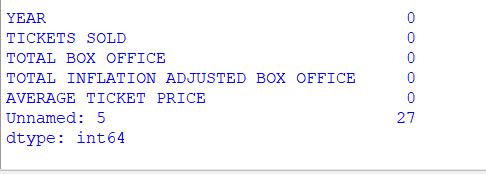 YEAR 0
TICKETS SOLD 0
TOTAL BOX OFFICE 0
TOTAL INFLATION ADJUSTED BOX OFFICE 0
AVERAGE TICKET PRICE 0
Unnamed: 5 27
dtype: int64